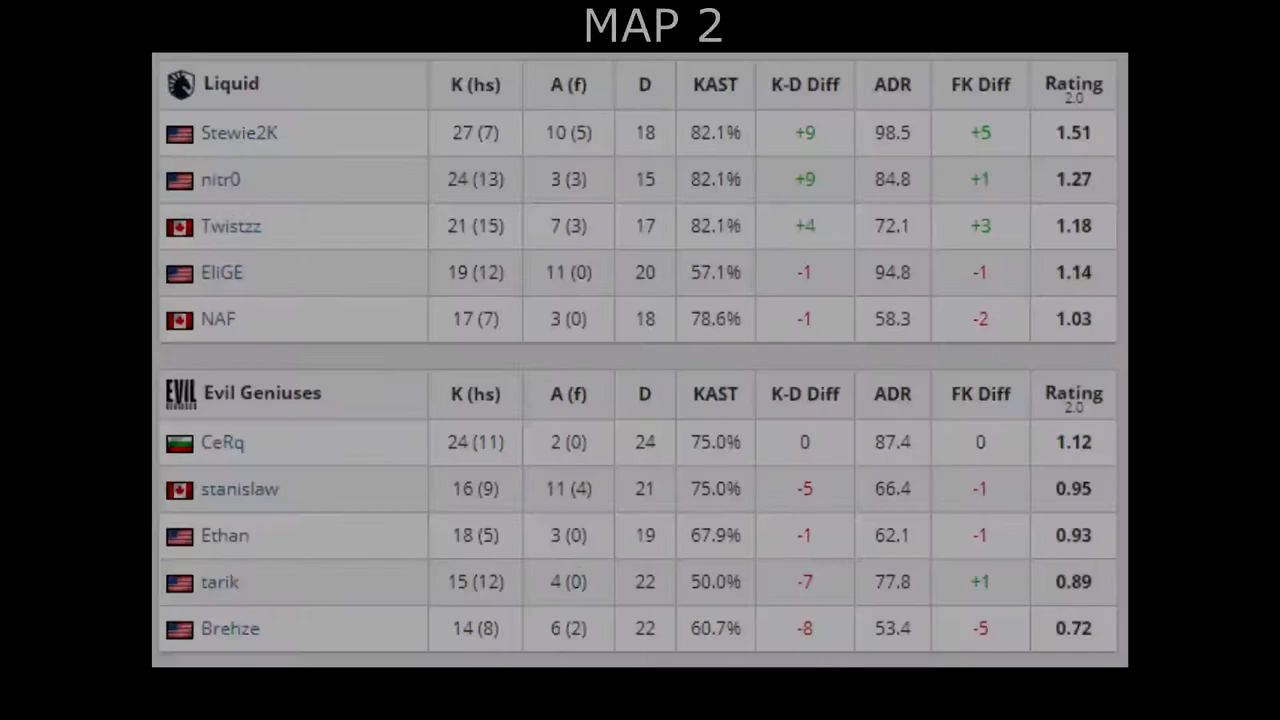 MAP 2
Liquid K (hs) A (f) D KAST K-D Diff ADR FK Diff Rating 2.0
Stewie2K 27 (7) 10 (5) 18 82.1% +9 98.5 +5 1.51
nitr0 24 (13) 3 (3) 15 82.1% +9 84.8 +1 1.27
Twistzz 21 (15) 7 (3) 17 82.1% +4 72.1 +3 1.18
EliGE 19 (12) 11 (0) 20 57.1% -1 94.8 -1 1.14
NAF 17 (7) 3 (0) 18 78.6% -1 58.3 -2 1.03
EVIL GENIUSES Evil Geniuses K (hs) A (f) D KAST K-D Diff ADR FK Diff Rating 2.0
CeRq 24 (11) 2 (0) 24 75.0% 0 87.4 0 1.12
stanislaw 16 (9) 11 (4) 21 75.0% -5 66.4 -1 0.95
Ethan 18 (5) 3 (0) 19 67.9% -1 62.1 -1 0.93
tarik 15 (12) 4 (0) 22 50.0% -7 77.8 +1 0.89
Brehze 14 (8) 6 (2) 22 60.7% -8 53.4 -5 0.72